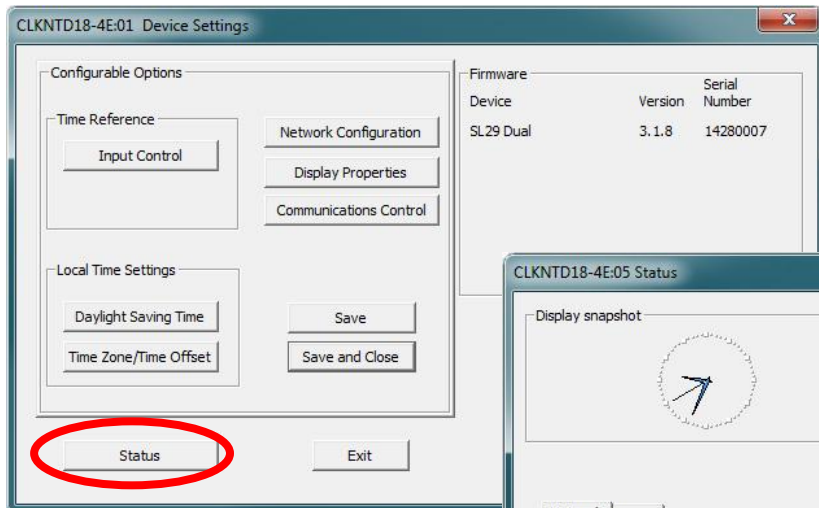 CLKNTD18-4E:01 Device Settings
x
Configurable Options
Time Reference
Input Control
Network Configuration
Display Properties
Communications Control
Local Time Settings
Daylight Saving Time
Time Zone/Time Offset
Save
Save and Close
Status
Exit
Firmware
Device Version Serial Number
SL29 Dual 3.1.8 14280007
CLKNTD18-4E:05 Status
Display snapshot